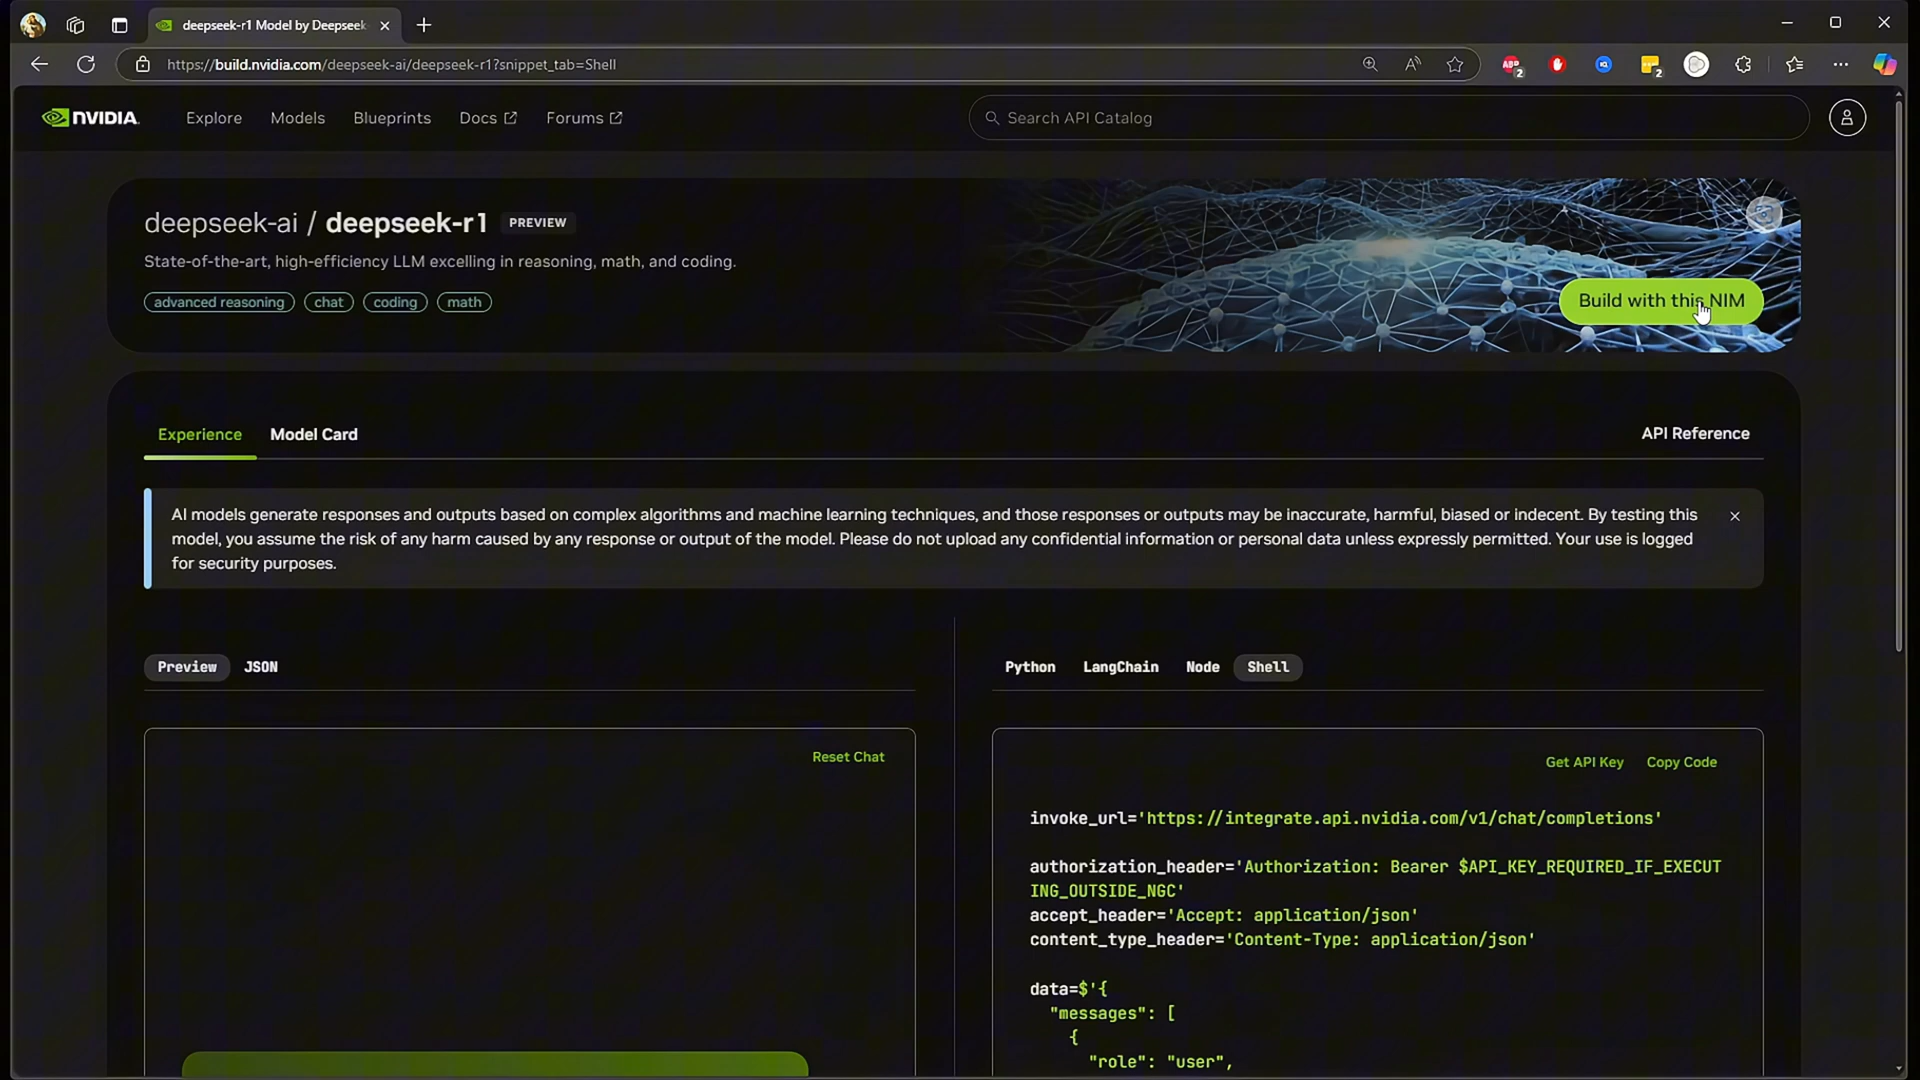 deepseek-r1 Model by Deepseek
https://build.nvidia.com/deepseek-ai/deepseek-r1?snippet_tab=Shell
ABP 2
2
NVIDIA. Explore Models Blueprints Docs Forums Search API Catalog
deepseek-ai / deepseek-r1 PREVIEW
State-of-the-art, high-efficiency LLM excelling in reasoning, math, and coding.
advanced reasoning chat coding math
Build with this NIM
Experience Model Card API Reference
AI models generate responses and outputs based on complex algorithms and machine learning techniques, and those responses or outputs may be inaccurate, harmful, biased or indecent. By testing this
model, you assume the risk of any harm caused by any response or output of the model. Please do not upload any confidential information or personal data unless expressly permitted. Your use is logged
for security purposes.
Preview JSON
Python LangChain Node Shell
Reset Chat
Get API Key Copy Code
invoke_url='https://integrate.api.nvidia.com/v1/chat/completions'
authorization_header='Authorization: Bearer $API_KEY_REQUIRED_IF_EXECUT
ING_OUTSIDE_NGC'
accept_header='Accept: application/json'
content_type_header='Content-Type: application/json'
data=$'{
"messages": [
{
"role": "user",